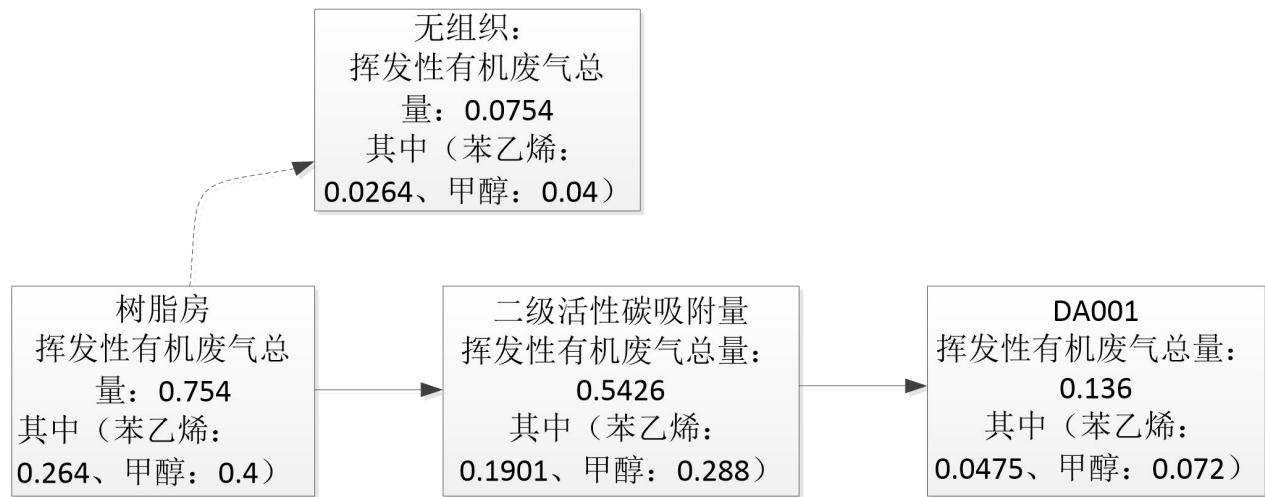 无组织：
挥发性有机废气总
量：0.0754
其中（苯乙烯：
0.0264、甲醇：0.04）
树脂房
挥发性有机废气总
量：0.754
其中（苯乙烯：
0.264、甲醇：0.4）
二级活性碳吸附量
挥发性有机废气总量：
0.5426
其中（苯乙烯：
0.1901、甲醇：0.288）
DA001
挥发性有机废气总量：
0.136
其中（苯乙烯：
0.0475、甲醇：0.072）